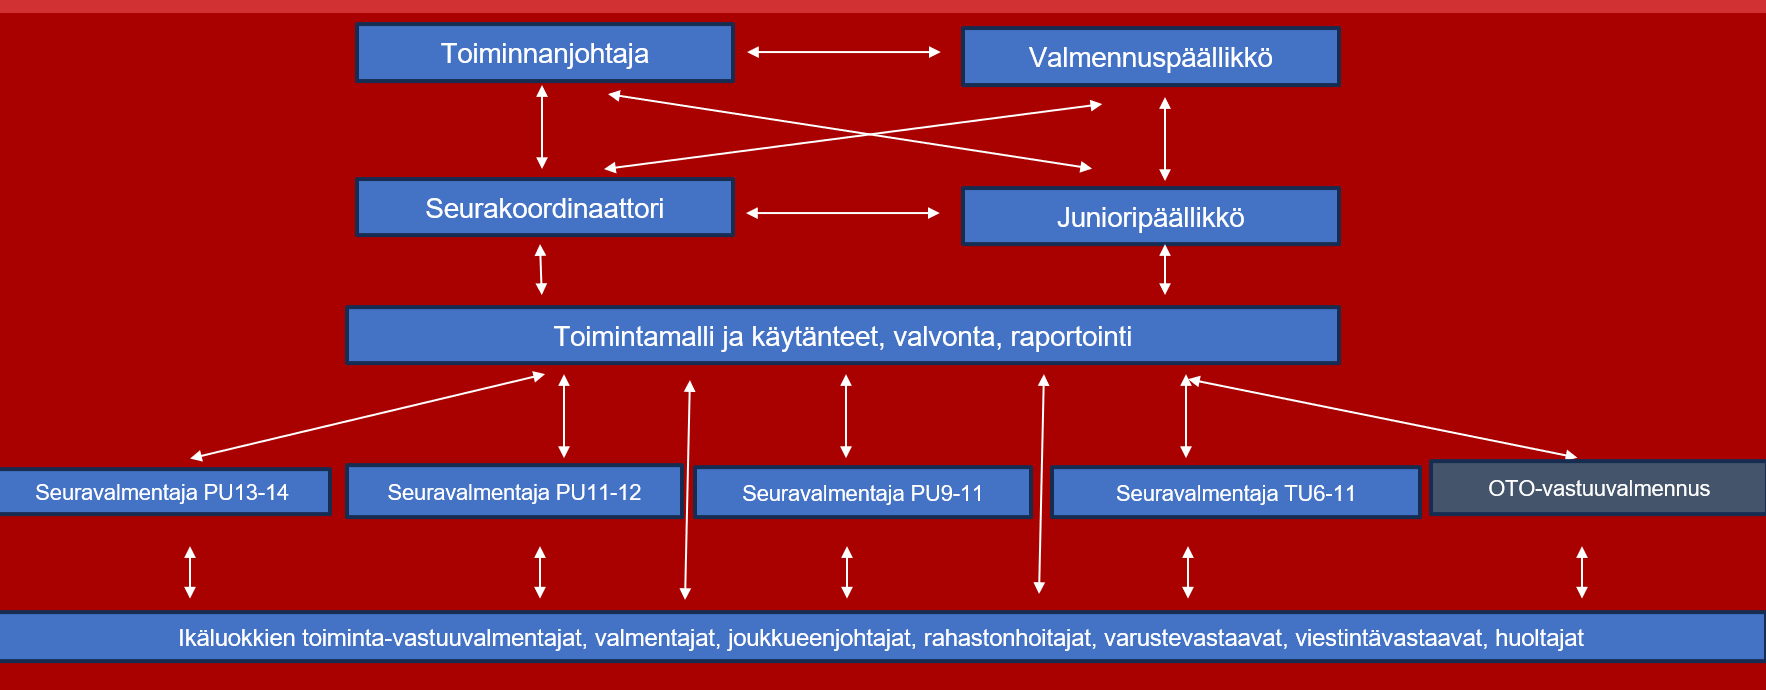 Toiminnanjohtaja
Valmennuspäällikkö
Seurakoordinaattori
Junioripäällikkö
Toimintamalli ja käytänteet, valvonta, raportointi
Seuravalmentaja PU13-14
Seuravalmentaja PU11-12
Seuravalmentaja PU9-11
Seuravalmentaja TU6-11
OTO-vastuuvalmennus
Ikäluokkien toiminta-vastuuvalmentajat, valmentajat, joukkueenjohtajat, rahastonhoitajat, varustevastaavat, viestintävastaavat, huoltajat